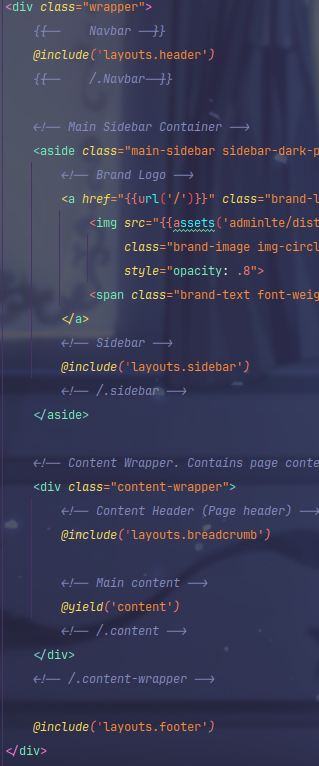 <div class="wrapper">
{{-- Navbar --}}
@include('layouts.header')
{{-- /.Navbar--}}
<!-- Main Sidebar Container -->
<aside class="main-sidebar sidebar-dark-p
<!-- Brand Logo -->
<a href="{{url('/')}}" class="brand-l
<img src="{{assets('adminlte/dist
class="brand-image img-circl
style="opacity: .8">
<span class="brand-text font-weig
</a>
<!-- Sidebar -->
@include('layouts.sidebar')
<!-- /.sidebar -->
</aside>
<!-- Content Wrapper. Contains page conte
<div class="content-wrapper">
<!-- Content Header (Page header) -->
@include('layouts.breadcrumb')
<!-- Main content -->
@yield('content')
<!-- /.content -->
</div>
<!-- /.content-wrapper -->
@include('layouts.footer')
</div>